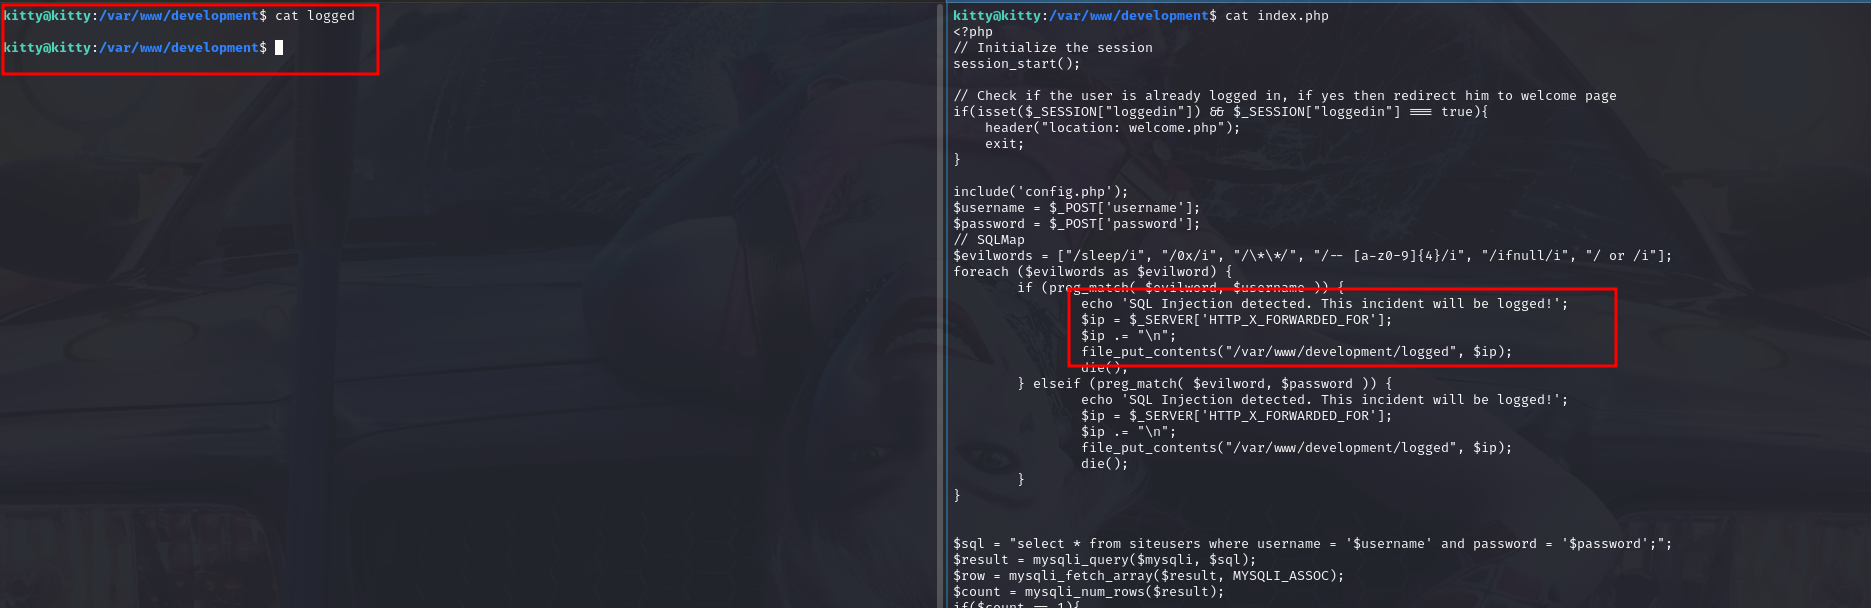 kitty@kitty:/var/www/development$ cat logged
kitty@kitty:/var/www/development$
kitty@kitty:/var/www/development$ cat index.php
<?php
// Initialize the session
session_start();
// Check if the user is already logged in, if yes then redirect him to welcome page
if(isset($_SESSION["loggedin"]) && $_SESSION["loggedin"] === true){
    header("location: welcome.php");
    exit;
}
include('config.php');
$username = $_POST['username'];
$password = $_POST['password'];
// SQLMap
$evilwords = ["/sleep/i", "/0x/i", "/\*\*/", "/-- [a-z0-9]{4}/i", "/ifnull/i", "/ or /i"];
foreach ($evilwords as $evilword) {
        if (preg_match( $evilword, $username )) {
                echo 'SQL Injection detected. This incident will be logged!';
                $ip = $_SERVER['HTTP_X_FORWARDED_FOR'];
                $ip .= "\n";
                file_put_contents("/var/www/development/logged", $ip);
                die();
        } elseif (preg_match( $evilword, $password )) {
                echo 'SQL Injection detected. This incident will be logged!';
                $ip = $_SERVER['HTTP_X_FORWARDED_FOR'];
                $ip .= "\n";
                file_put_contents("/var/www/development/logged", $ip);
                die();
        }
}
$sql = "select * from siteusers where username = '$username' and password = '$password';";
$result = mysqli_query($mysqli, $sql);
$row = mysqli_fetch_array($result, MYSQLI_ASSOC);
$count = mysqli_num_rows($result);
if($count == 1){